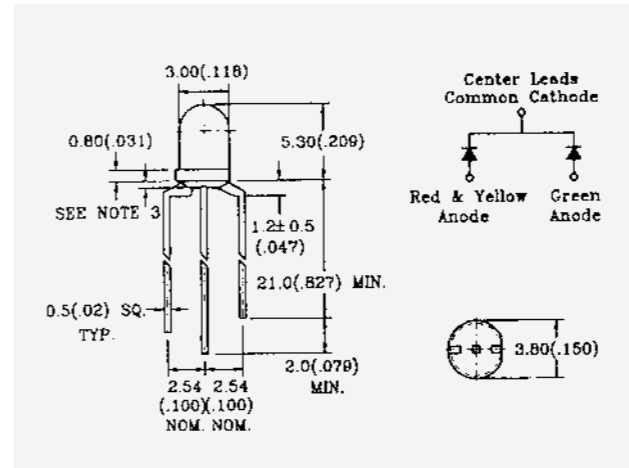 3.00(.118)
0.80(.031)
5.30(.209)
SEE NOTE 3
1.2± 0.5
(.047)
21.0(.827) MIN.
0.5(.02) SQ.
TYP.
2.0(.079)
MIN.
2.54 2.54
(.100)(.100)
NOM. NOM.
Center Leads
Common Cathode
Red & Yellow
Anode
Green
Anode
3.80(.150)